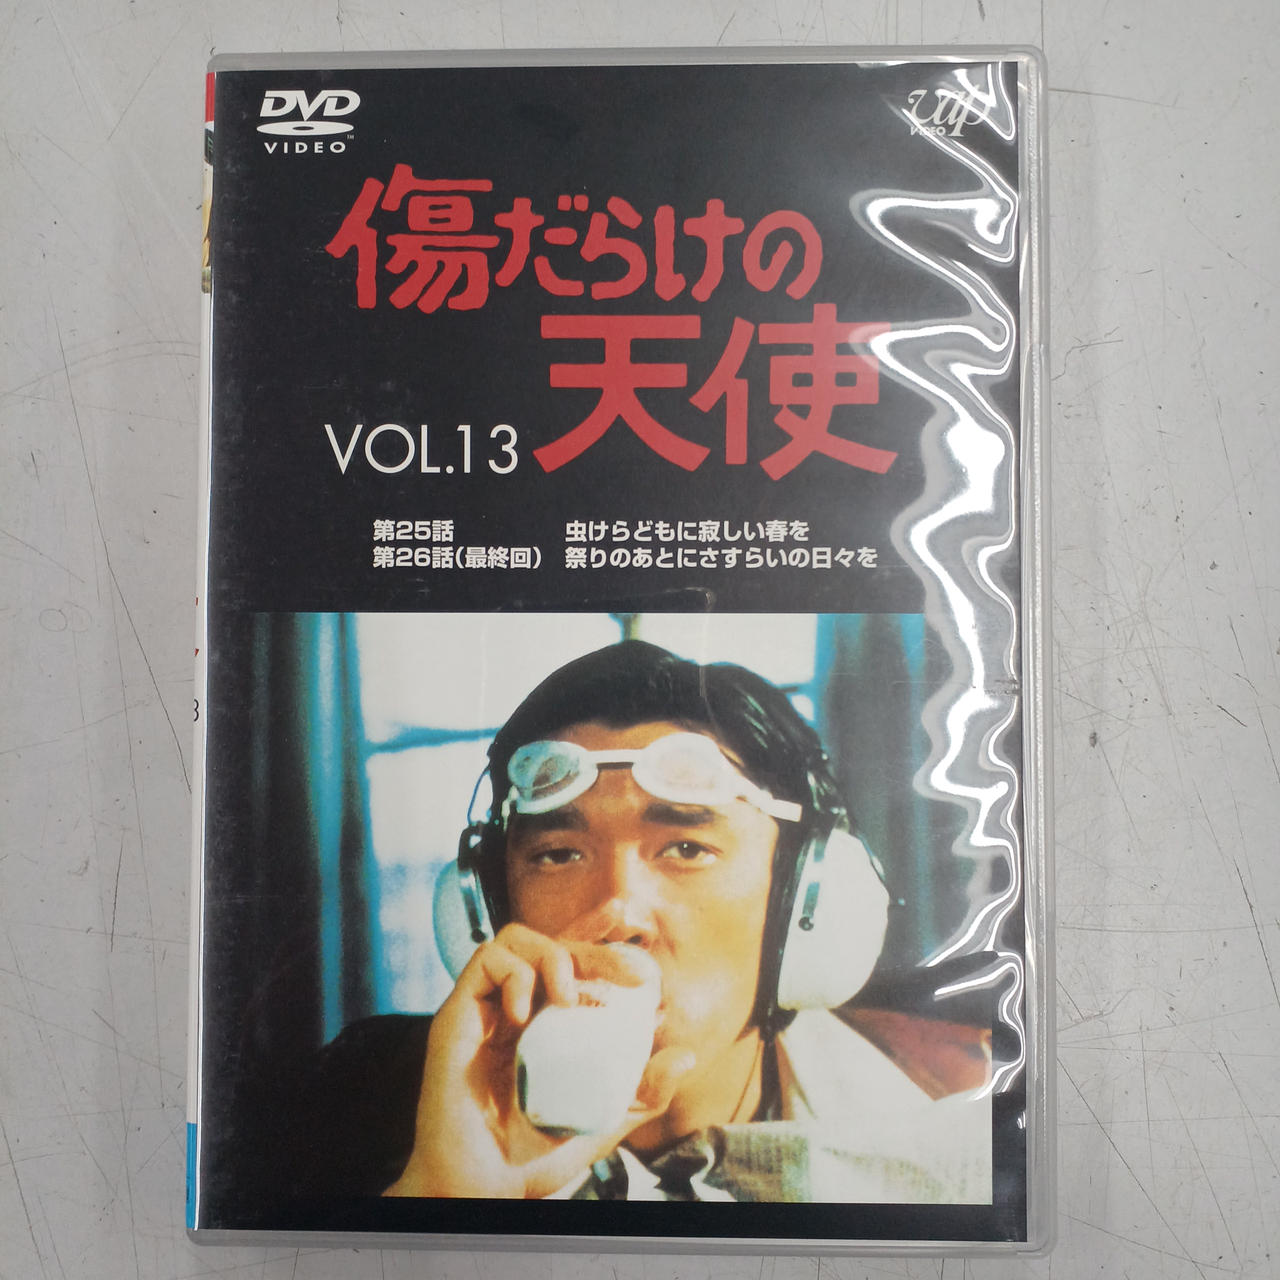 DVD
VIDEO
vap
VIDEO
傷だらけの
天使
VOL.13
第25話 虫けらどもに寂しい春を
第26話(最終回) 祭りのあとにさすらいの日々を